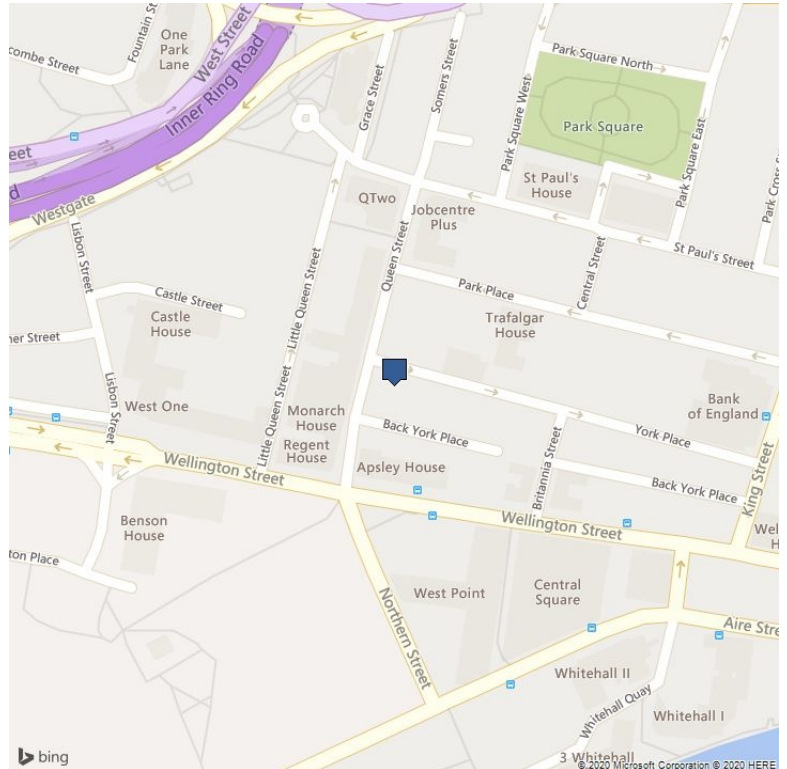 One
Park
Lane
Fountain St
combe Street
West Street
Inner Ring Road
Grace Street
Somers Street
Park Square North
Park Square West
Park Square
Park Square East
Park Cross S
St Paul's
House
QTwo
Jobcentre
Plus
St Paul's Street
eet
d
Westgate
Lisbon Street
Queen Street
Central Street
Park Place
Castle Street
Castle
House
Little Queen Street
Trafalgar
House
ner Street
Lisbon Street
West One
Little Queen Street
Monarch
House
Regent
House
Back York Place
Apsley House
Britannia Street
York Place
Bank
of England
King Street
Back York Place
Wellington Street
Wellington Street
Wel
H
Benson
House
ton Place
Northern Street
West Point
Central
Square
Aire Stre
Whitehall II
Whitehall Quay
Whitehall I
3 Whitehall
bing
© 2020 Microsoft Corporation © 2020 HERE